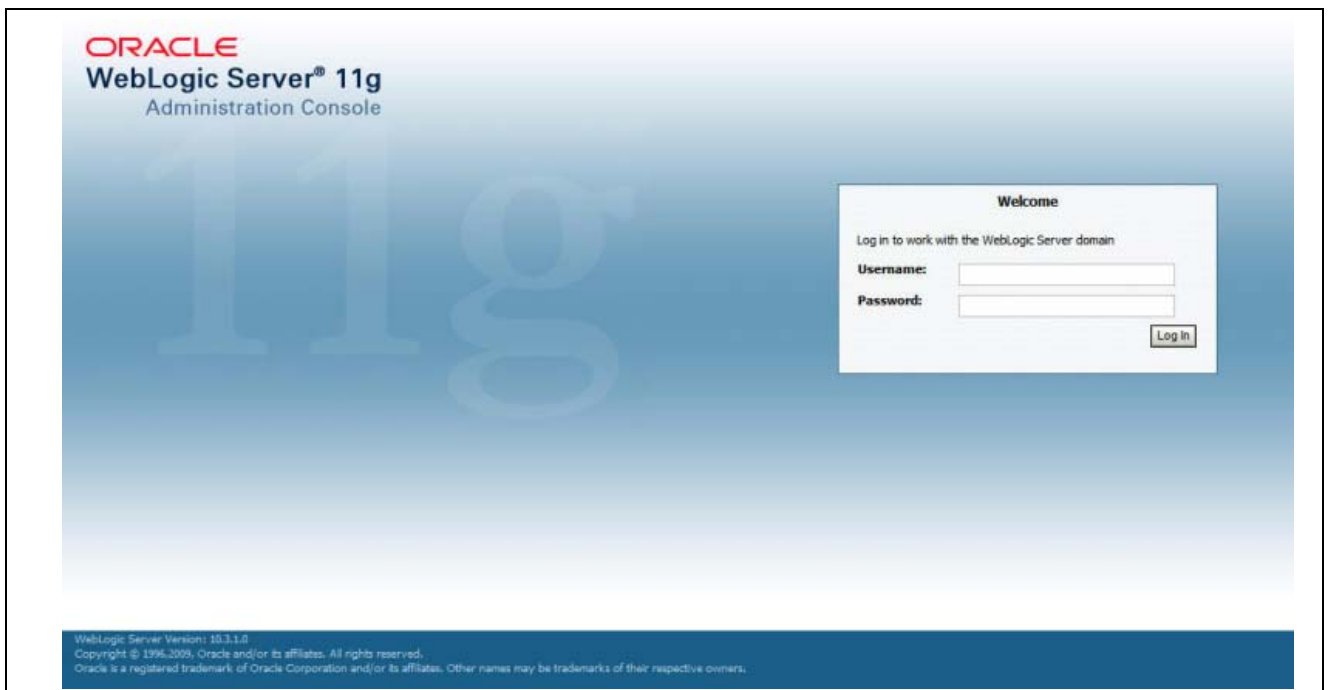 ORACLE
WebLogic Server® 11g
Administration Console
11g
Welcome
Log in to work with the WebLogic Server domain
Username:
Password:
Log In
WebLogic Server Version: 10.3.1.0
Copyright © 1996,2009, Oracle and/or its affiliates. All rights reserved.
Oracle is a registered trademark of Oracle Corporation and/or its affiliates. Other names may be trademarks of their respective owners.